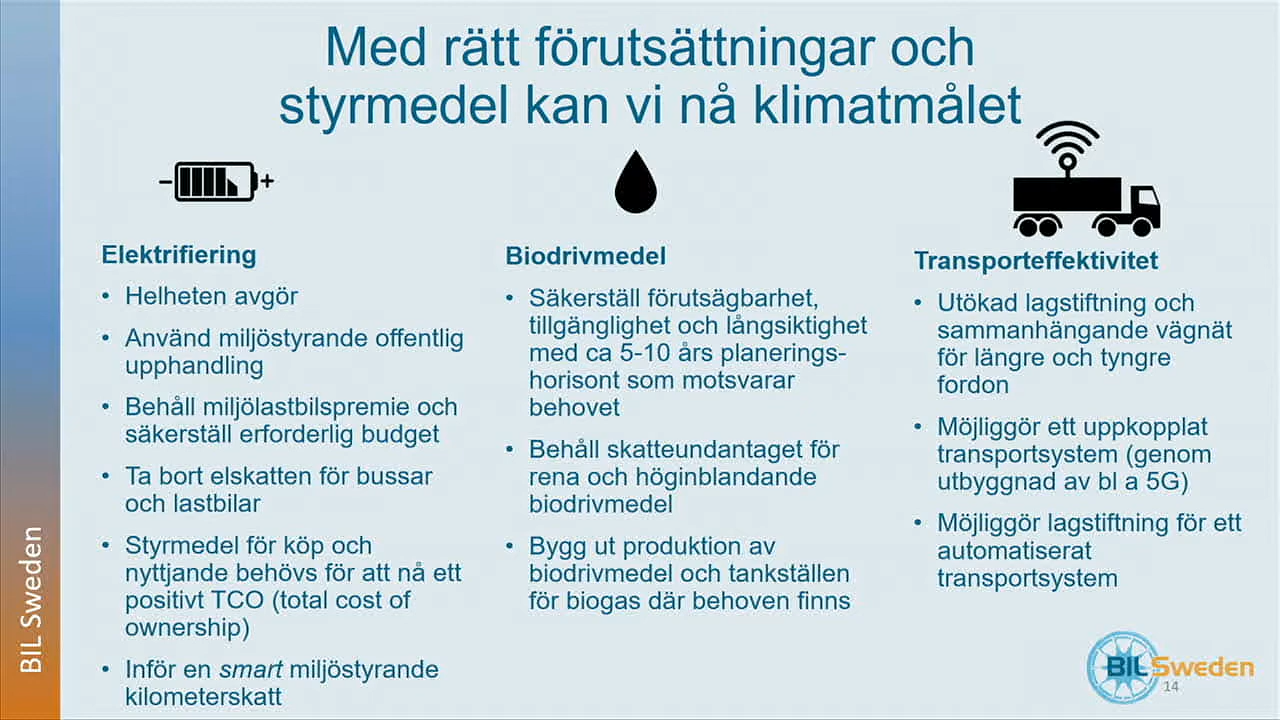 Med rätt förutsättningar och
styrmedel kan vi nå klimatmålet
Elektrifiering
• Helheten avgör
• Använd miljöstyrande offentlig
upphandling
• Behåll miljölastbilspremie och
säkerställ erforderlig budget
• Ta bort elskatten för bussar
och lastbilar
• Styrmedel för köp och
nyttjande behövs för att nå ett
positivt TCO (total cost of
ownership)
• Inför en smart miljöstyrande
kilometerskatt
Biodrivmedel
• Säkerställ förutsägbarhet,
tillgänglighet och långsiktighet
med ca 5-10 års planerings-
horisont som motsvarar
behovet
• Behåll skatteundantaget för
rena och höginblandande
biodrivmedel
• Bygg ut produktion av
biodrivmedel och tankställen
för biogas där behoven finns
Transporteffektivitet
• Utökad lagstiftning och
sammanhängande vägnät
för längre och tyngre
fordon
• Möjliggör ett uppkopplat
transportsystem (genom
utbyggnad av bl a 5G)
• Möjliggör lagstiftning för ett
automatiserat
transportsystem
BIL Sweden
BIL Sweden
14